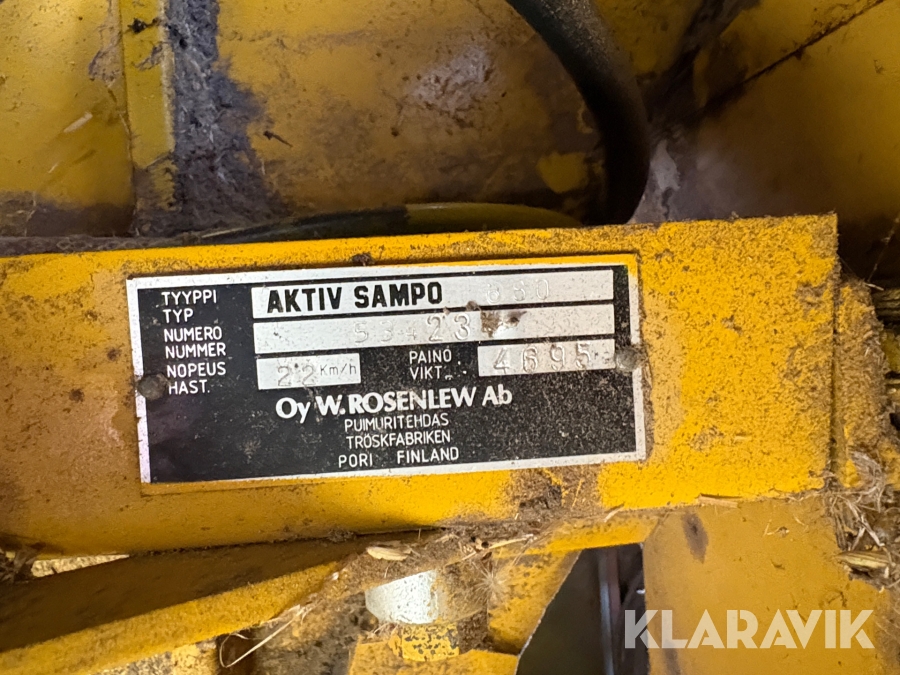 TYYPPI
TYP
AKTIV SAMPO
NUMERO
NUMMER
NOPEUS
HAST.
22 Km/h
PAINO
VIKT.
4695
Oy W. ROSENLEW Ab
PUIMURITEHDAS
TRÖSKFABRIKEN
PORI FINLAND
KLARAVIK